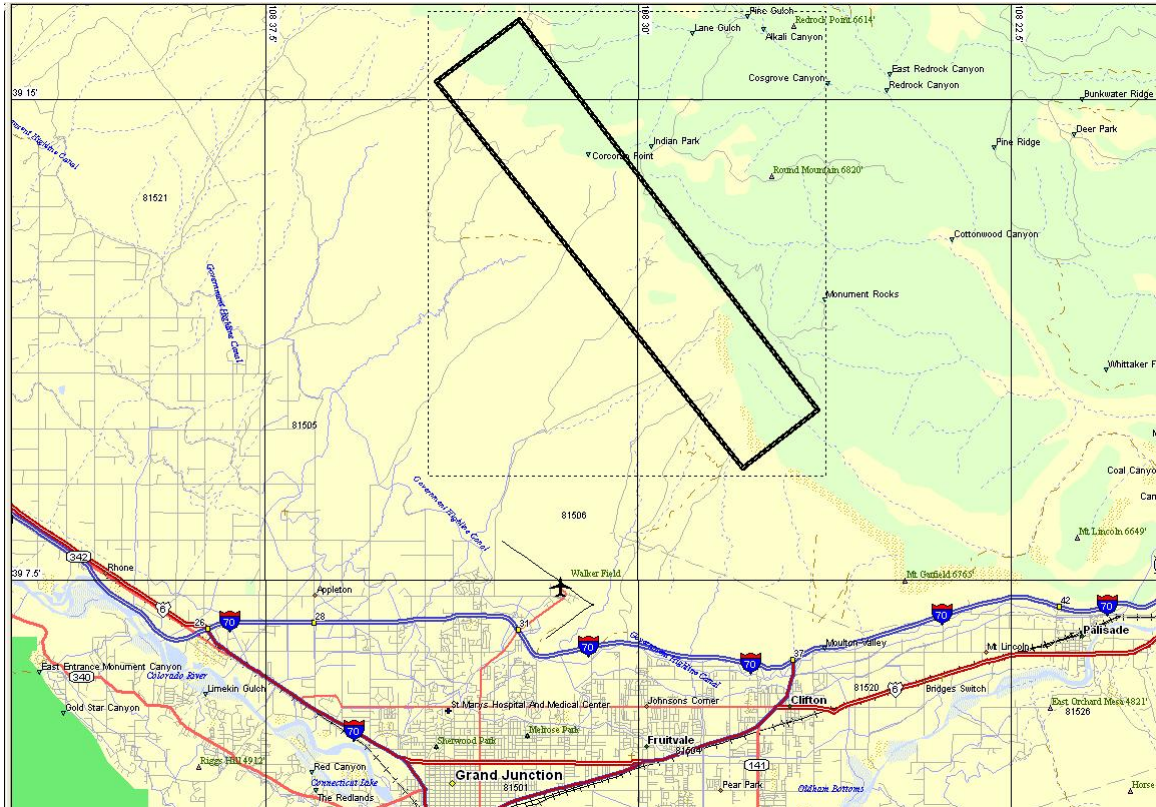 108 37.5'
108 30'
108 22.5'
Pine Gulch
Redrock Point 6614'
Lane Gulch
Alkali Canyon
East Redrock Canyon
Cosgrove Canyon
Redrock Canyon
39 15'
Bunkwater Ridge
Deer Park
Government Highline Canal
Indian Park
Pine Ridge
Corcoran Point
Round Mountain 6820'
81521
Cottonwood Canyon
Government Highline Canal
Monument Rocks
Whittaker F
81505
Coal Canyo
Government Highline Canal
81506
Mt Lincoln 6649'
342
Rhone
39 7.5'
Walker Field
Mt Garfield 6765'
Appleton
6
26
70
28
31
70
42
70
70
Palisade
Government Highline Canal
70
37
Moulton Valley
Mt Lincoln
East Entrance Monument Canyon
340
Colorado River
Limekin Gulch
81520
6
Bridges Switch
Gold Star Canyon
St Marys Hospital And Medical Center
Johnsons Corner
Clifton
East Orchard Mesa 4821'
81526
70
Melrose Park
Sherwood Park
Fruitvale
81504
Riggs Hill 4912'
Red Canyon
Connecticut Lake
Grand Junction
81501
141
The Redlands
Pear Park
Oldham Bottoms
Horse